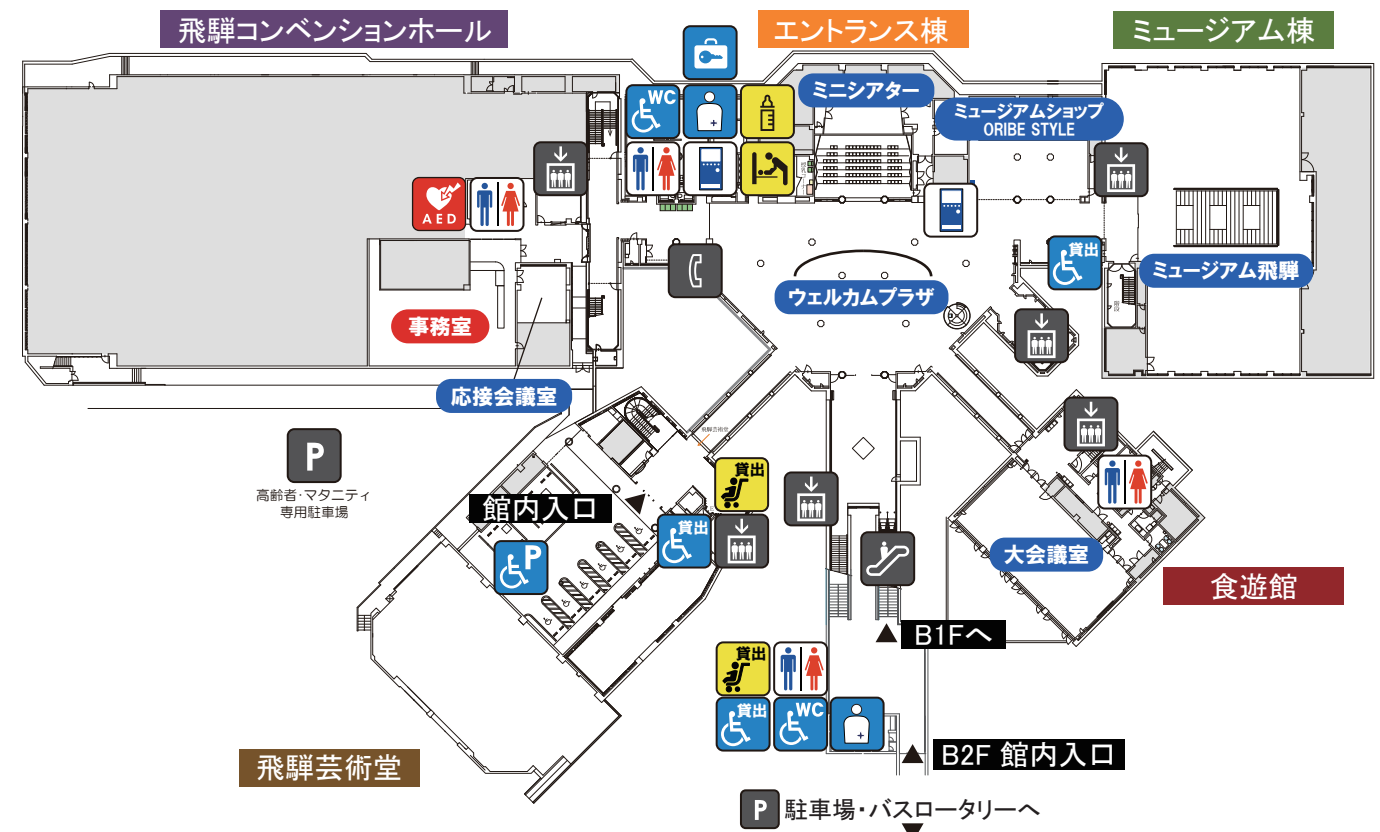 飛騨コンベンションホール
エントランス棟
ミュージアム棟
ミニシアター
WC
ミュージアムショップ
ORIBE STYLE
AED
貸出
ミュージアム飛騨
ウェルカムプラザ
事務室
応接会議室
飛騨芸術堂
P
高齢者・マタニティ
専用駐車場
館内入口
貸出
貸出
P
大会議室
食遊館
B1Fへ
貸出
貸出
WC
飛騨芸術堂
B2F 館内入口
P 駐車場・バスロータリーへ